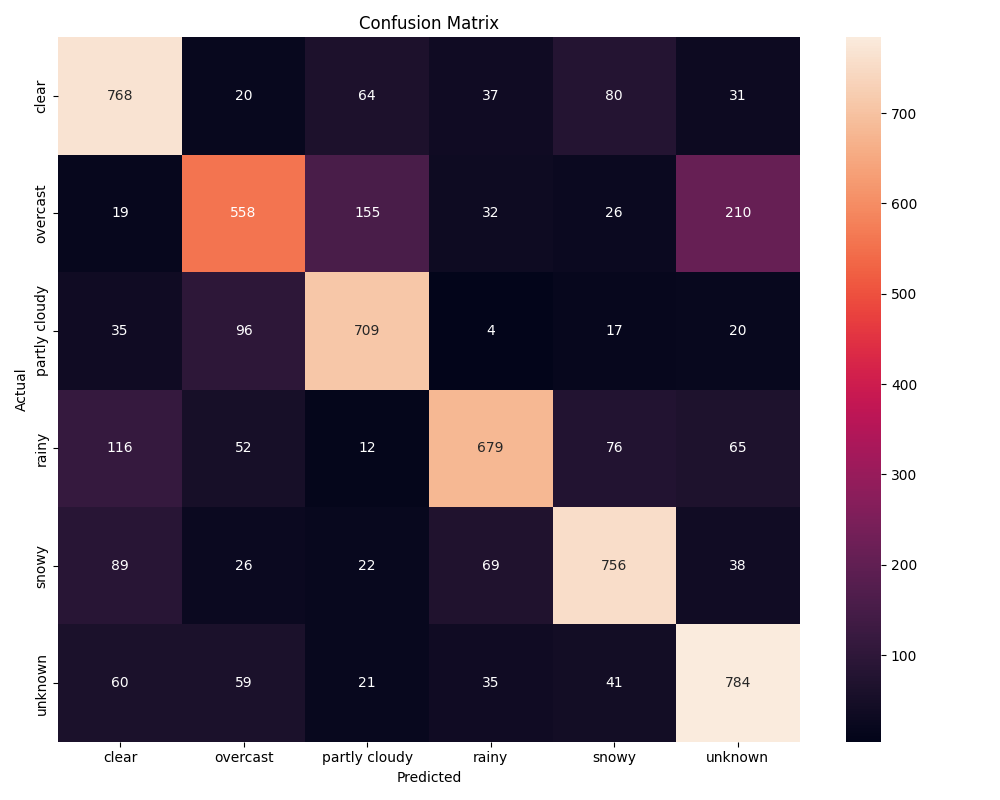 Confusion Matrix
clear 768 20 64 37 80 31
overcast 19 558 155 32 26 210
partly cloudy 35 96 709 4 17 20
rainy 116 52 12 679 76 65
snowy 89 26 22 69 756 38
unknown 60 59 21 35 41 784
clear overcast partly cloudy rainy snowy unknown
Predicted
Actual
700
600
500
400
300
200
100